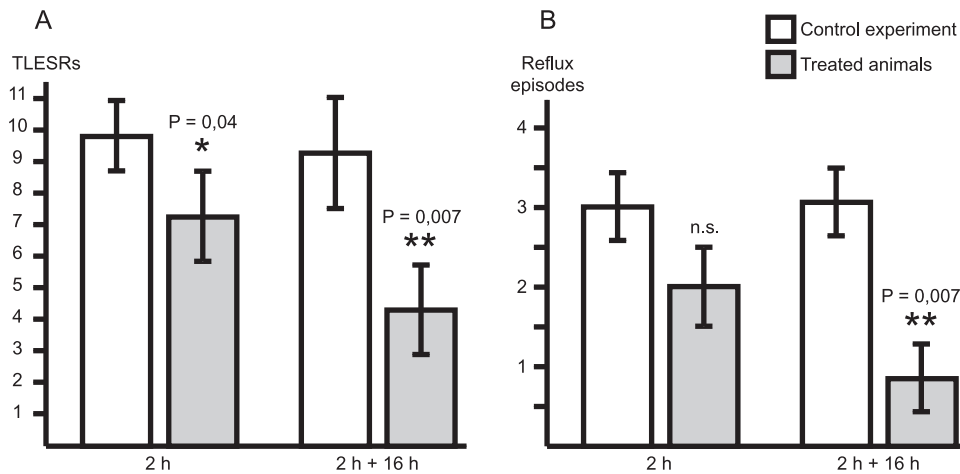 A
TLESRs
11
10
9
8
7
6
5
4
3
2
1
P = 0,04
*
P = 0,007
**
2 h
2 h + 16 h
B
Reflux
episodes
4
3
2
1
n.s.
P = 0,007
**
2 h
2 h + 16 h
Control experiment
Treated animals